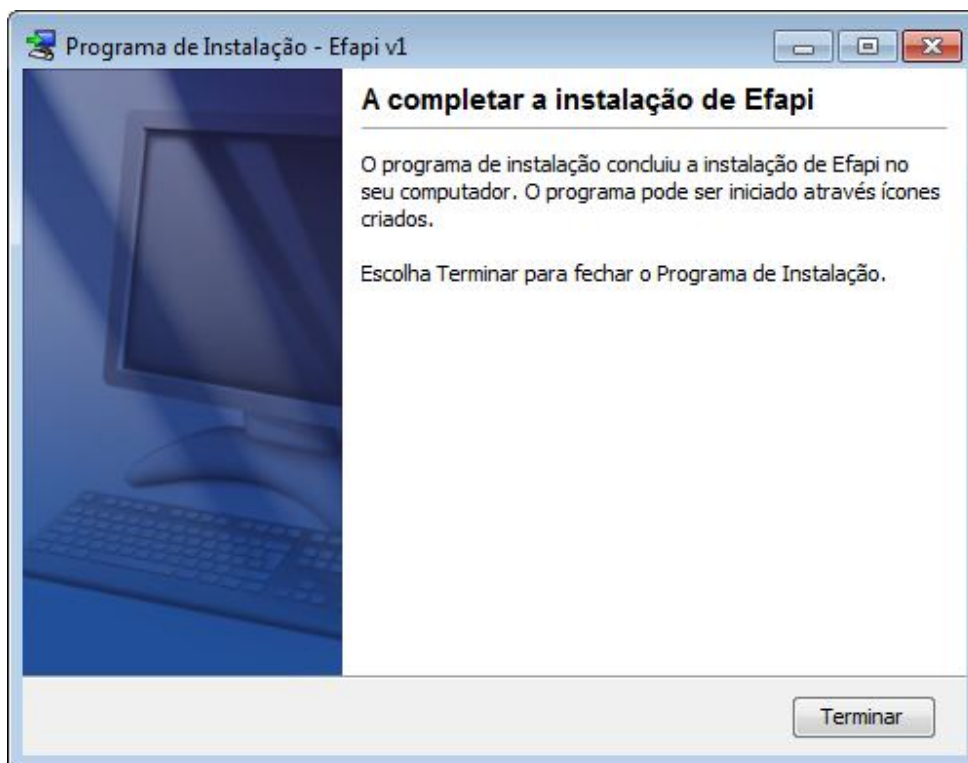 Programa de Instalação - Efapi v1
A completar a instalação de Efapi
O programa de instalação concluiu a instalação de Efapi no
seu computador. O programa pode ser iniciado através ícones
criados.
Escolha Terminar para fechar o Programa de Instalação.
Terminar